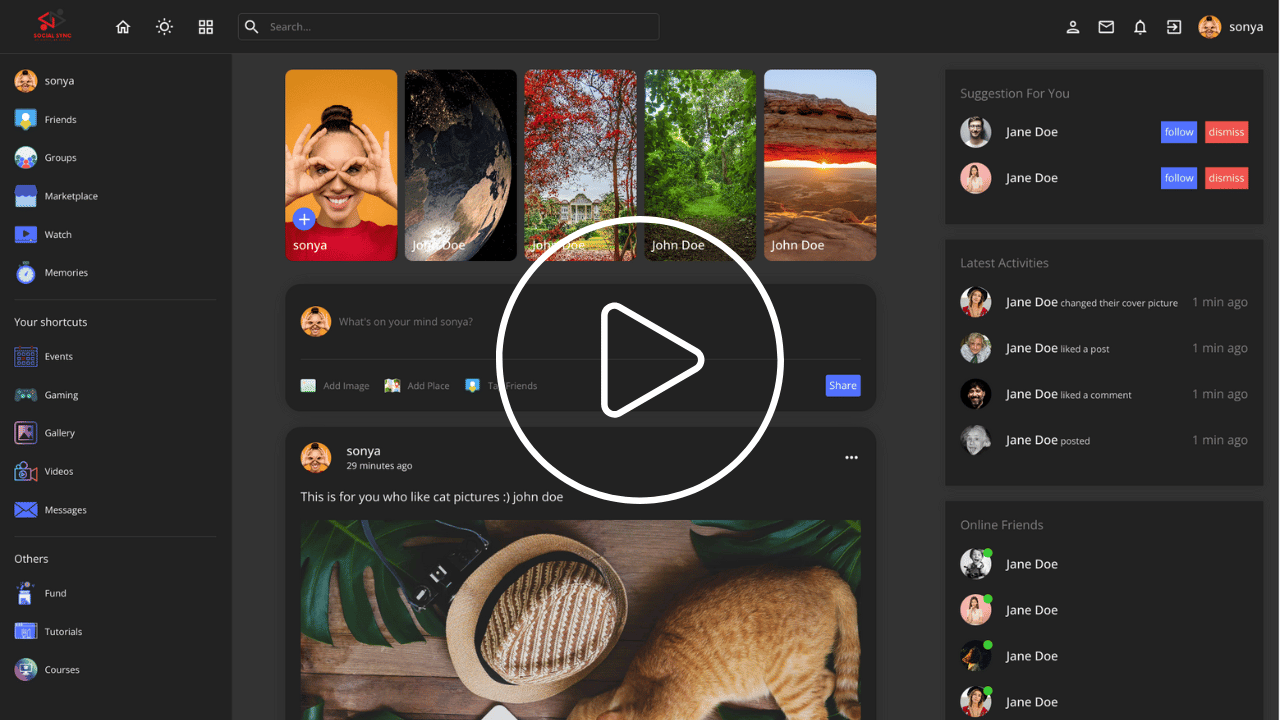 SOCIAL SYNC
Search...
sonya
sonya
Friends
Groups
Marketplace
Watch
Memories
Your shortcuts
Events
Gaming
Gallery
Videos
Messages
Others
Fund
Tutorials
Courses
sonya
John Doe
John Doe
John Doe
John Doe
What's on your mind sonya?
Add Image
Add Place
Tag Friends
Share
sonya
29 minutes ago
This is for you who like cat pictures :) john doe
Suggestion For You
Jane Doe follow dismiss
Jane Doe follow dismiss
Latest Activities
Jane Doe changed their cover picture 1 min ago
Jane Doe liked a post 1 min ago
Jane Doe liked a comment 1 min ago
Jane Doe posted 1 min ago
Online Friends
Jane Doe
Jane Doe
Jane Doe
Jane Doe